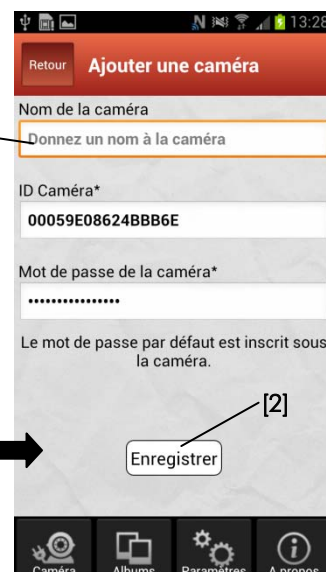 13:28
Retour Ajouter une caméra
Nom de la caméra
Donnez un nom à la caméra
ID Caméra*
00059E08624BBB6E
Mot de passe de la caméra*
••••••••••••••••
Le mot de passe par défaut est inscrit sous
la caméra.
[2]
Enregistrer
Caméra Albums Paramètres A propos